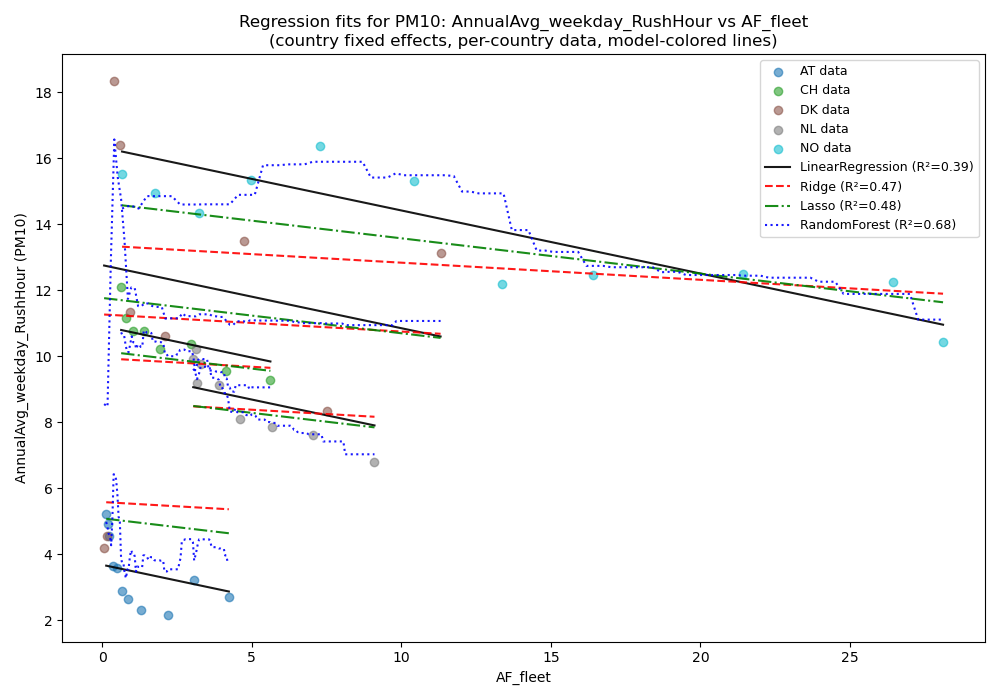 Regression fits for PM10: AnnualAvg_weekday_RushHour vs AF_fleet
(country fixed effects, per-country data, model-colored lines)
AT data
CH data
DK data
NL data
NO data
LinearRegression (R²=0.39)
Ridge (R²=0.47)
Lasso (R²=0.48)
RandomForest (R²=0.68)
AnnualAvg_weekday_RushHour (PM10)
18
16
14
12
10
8
6
4
2
0
5
10
15
20
25
AF_fleet